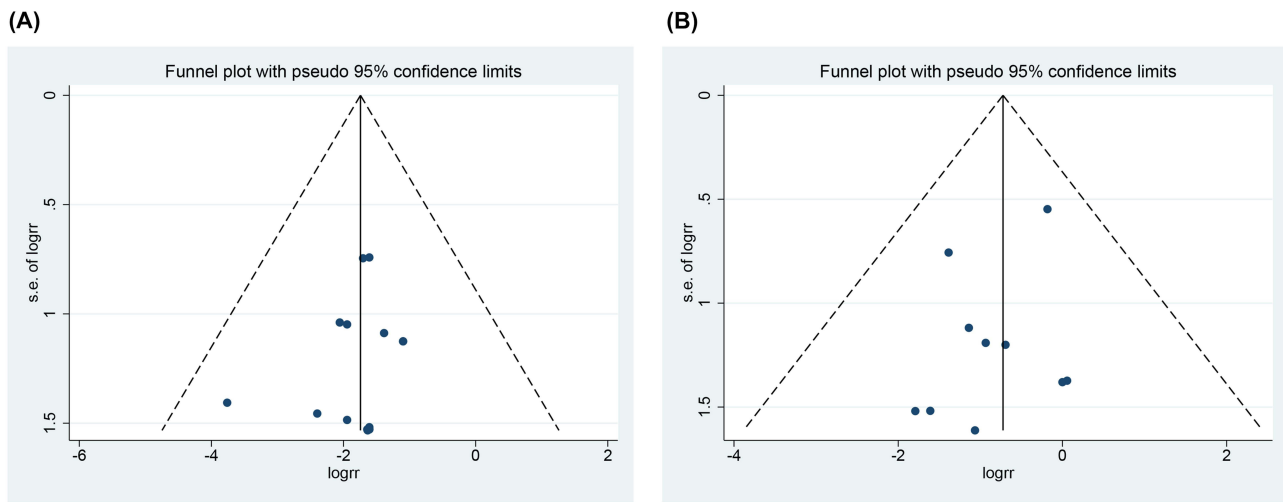 (A)
Funnel plot with pseudo 95% confidence limits
0
.5
1
1.5
s.e. of logrr
-6
-4
-2
0
2
logrr
(B)
Funnel plot with pseudo 95% confidence limits
0
.5
1
1.5
s.e. of logrr
-4
-2
0
2
logrr